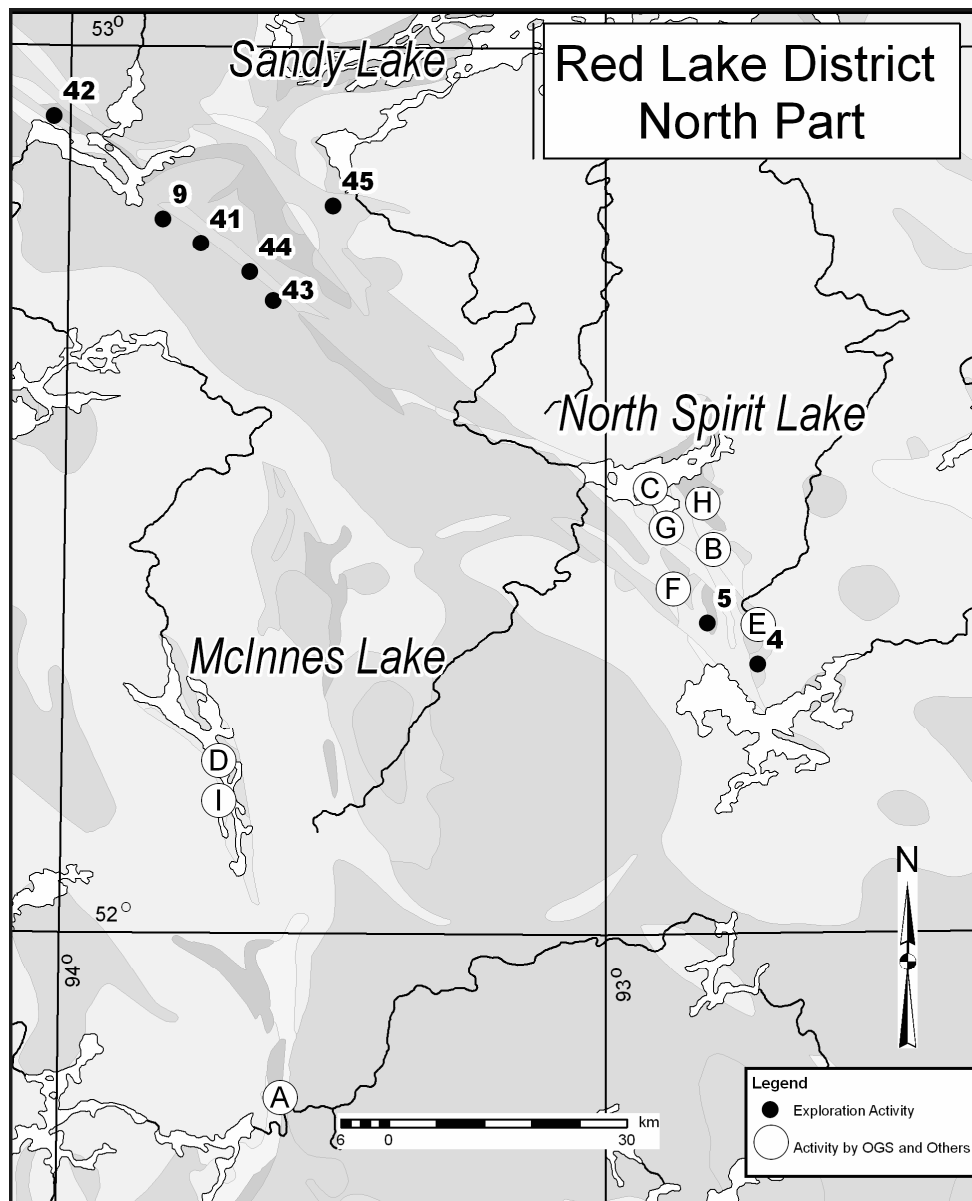 53°
Sandy Lake
Red Lake District
North Part
42
9
41
45
44
43
North Spirit Lake
C
H
G
B
F
5
E
4
McInnes Lake
D
I
N
52°
94°
93°
A
km
6 0 30
Legend
Exploration Activity
Activity by OGS and Others